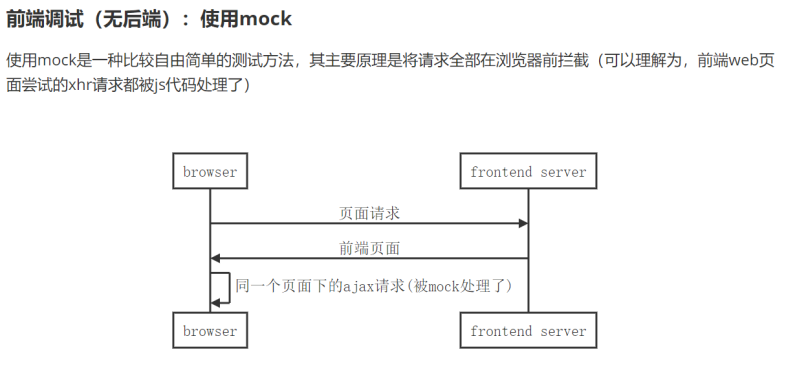 前端调试（无后端）：使用mock
使用mock是一种比较自由简单的测试方法，其主要原理是将请求全部在浏览器前拦截（可以理解为，前端web页
面尝试的xhr请求都被js代码处理了）
browser
frontend server
页面请求
前端页面
同一个页面下的ajax请求(被mock处理了)
browser
frontend server